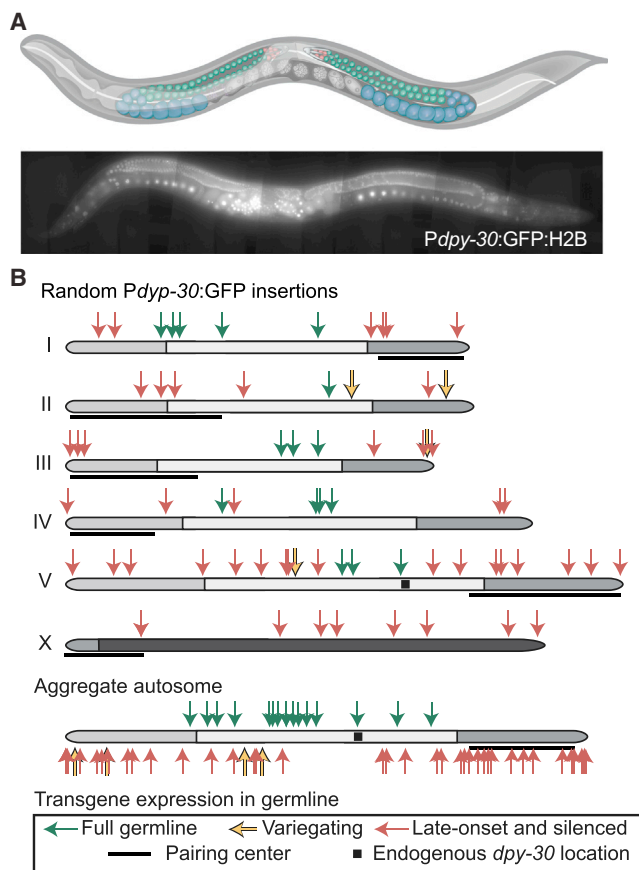 A
Pdpy-30:GFP:H2B
B
Random Pdyp-30:GFP insertions
I
II
III
IV
V
X
Aggregate autosome
Transgene expression in germline
Full germline Variegating Late-onset and silenced
Pairing center Endogenous dpy-30 location